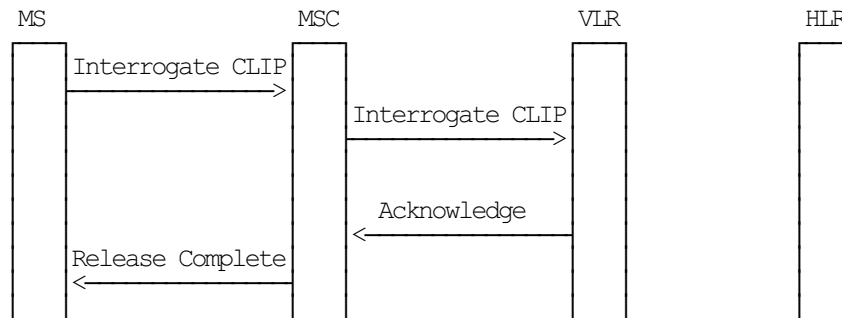 MS MSC VLR HLR
Interrogate CLIP
Interrogate CLIP
Acknowledge
Release Complete